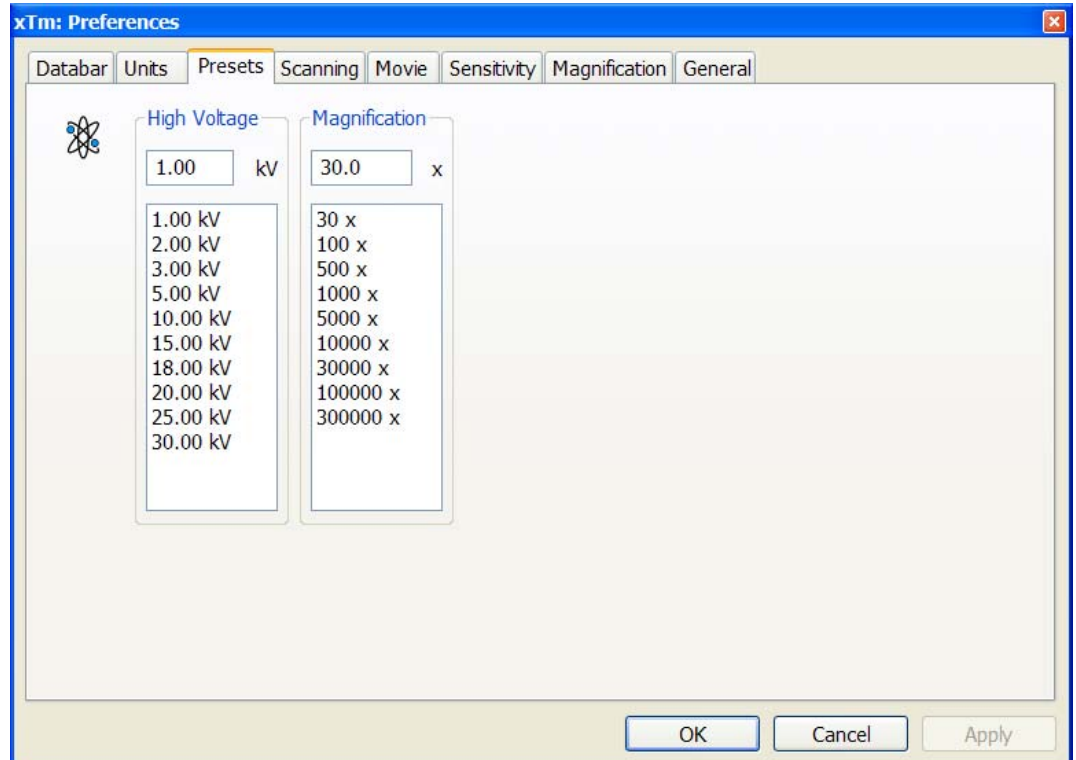 xTm: Preferences
Databar Units Presets Scanning Movie Sensitivity Magnification General
High Voltage
1.00 kV
1.00 kV
2.00 kV
3.00 kV
5.00 kV
10.00 kV
15.00 kV
18.00 kV
20.00 kV
25.00 kV
30.00 kV
Magnification
30.0 x
30 x
100 x
500 x
1000 x
5000 x
10000 x
30000 x
100000 x
300000 x
OK Cancel Apply